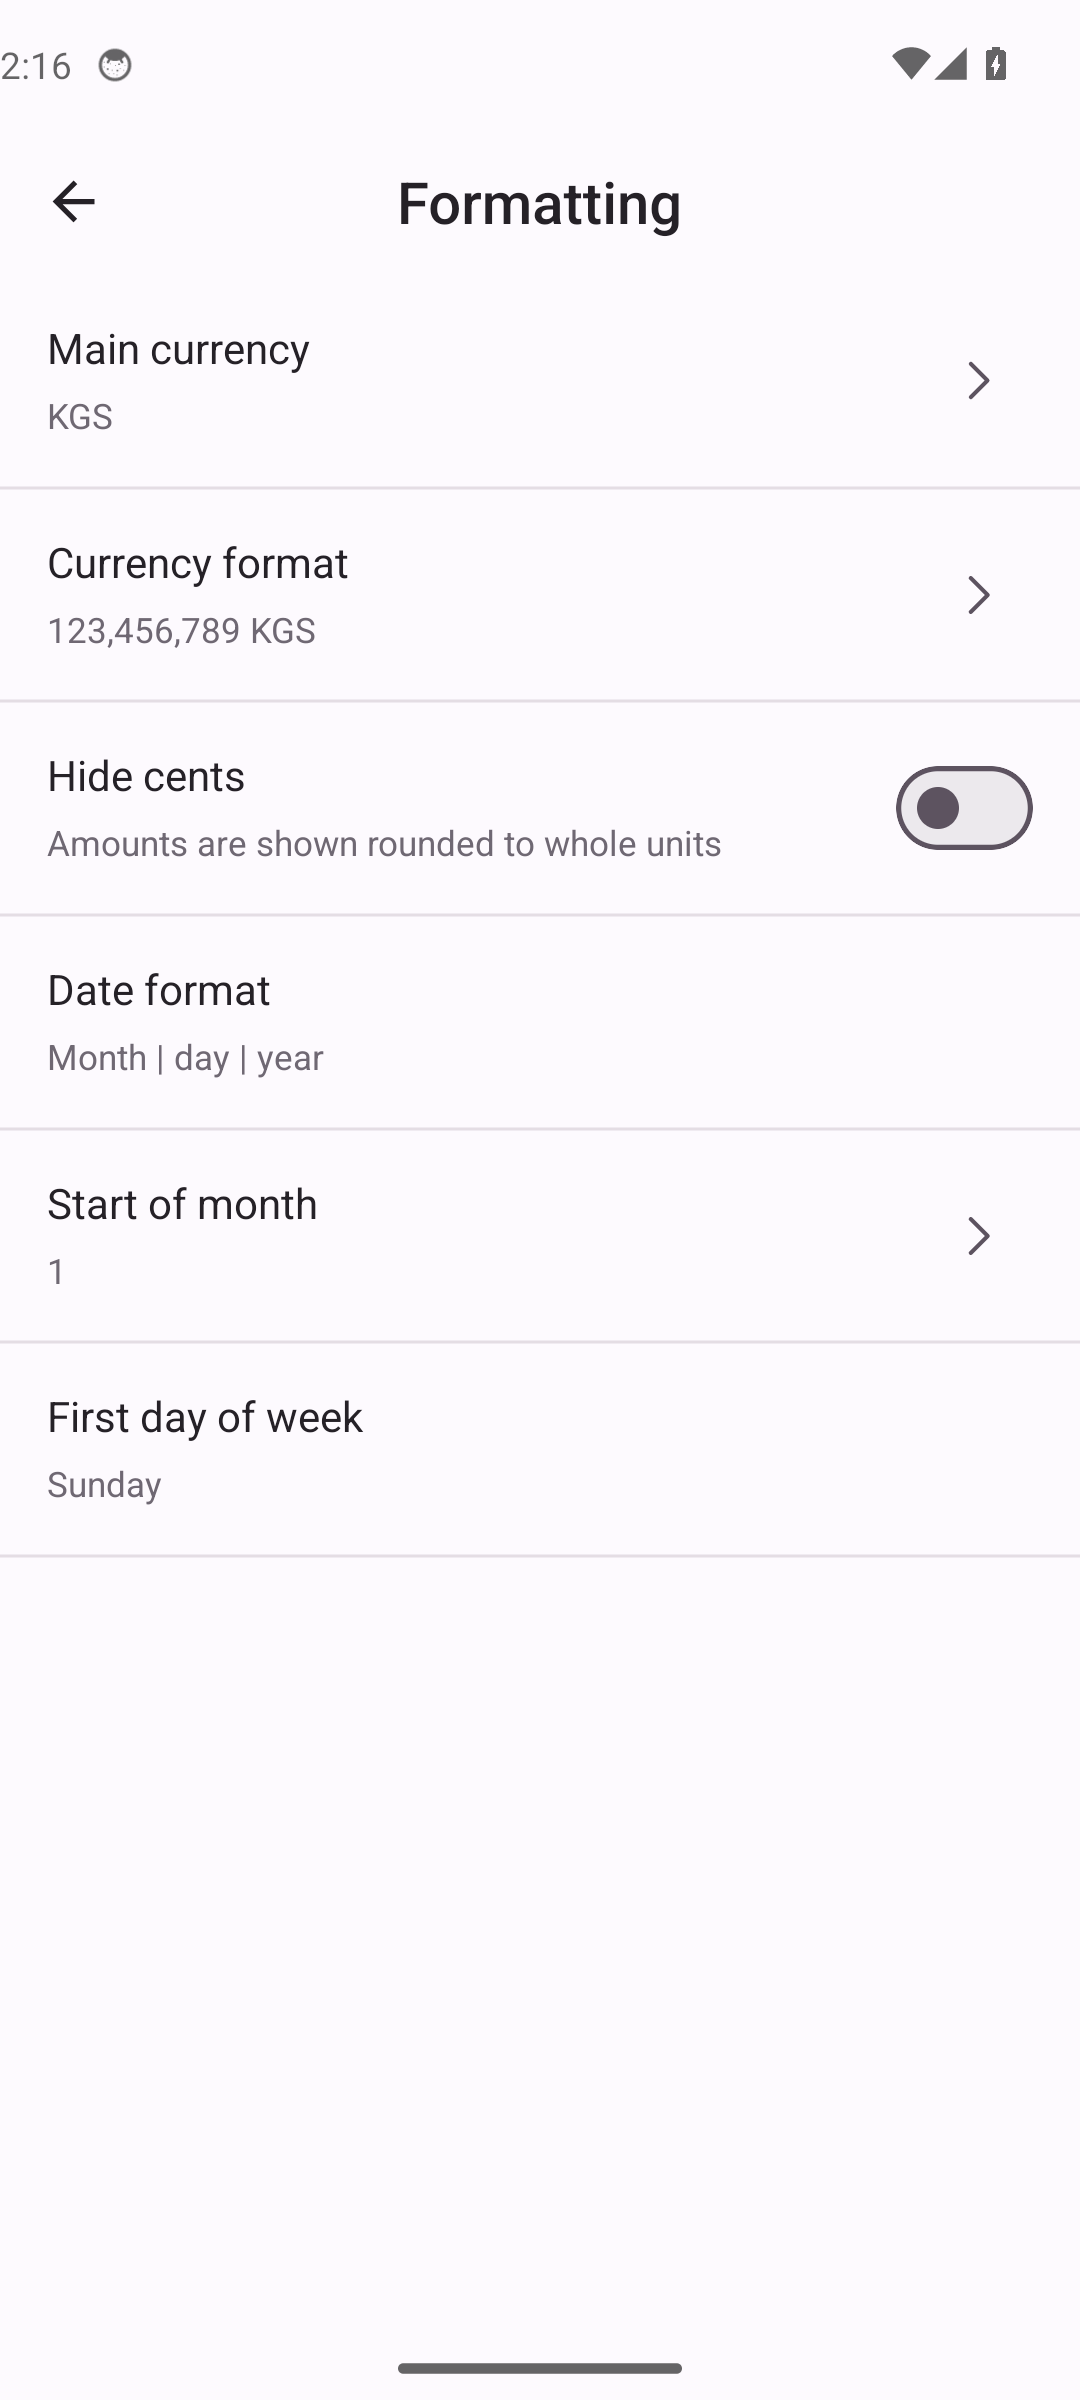 2:16
Formatting
Main currency
KGS
Currency format
123,456,789 KGS
Hide cents
Amounts are shown rounded to whole units
Date format
Month | day | year
Start of month
1
First day of week
Sunday